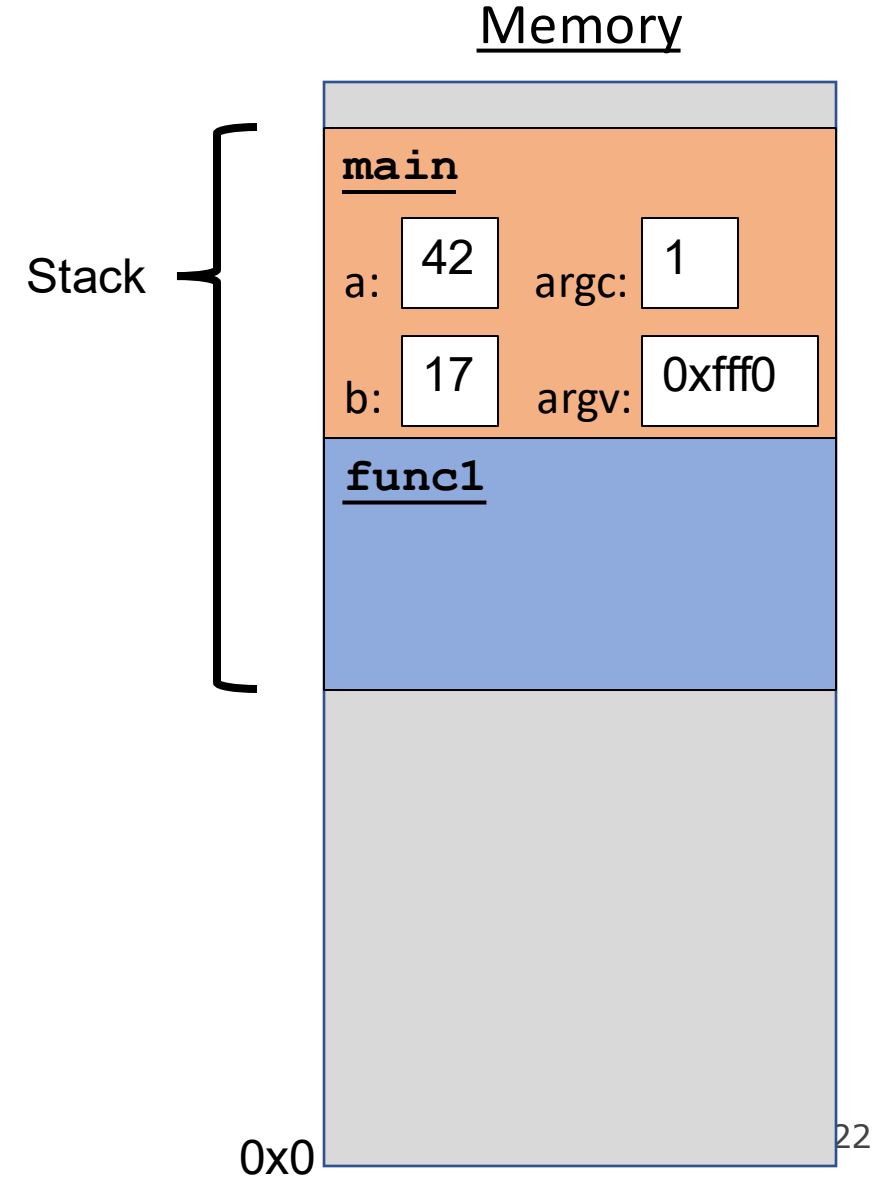 Memory
main
Stack
a: 42 argc: 1
b: 17 argv: 0xfff0
func1
0x0
22